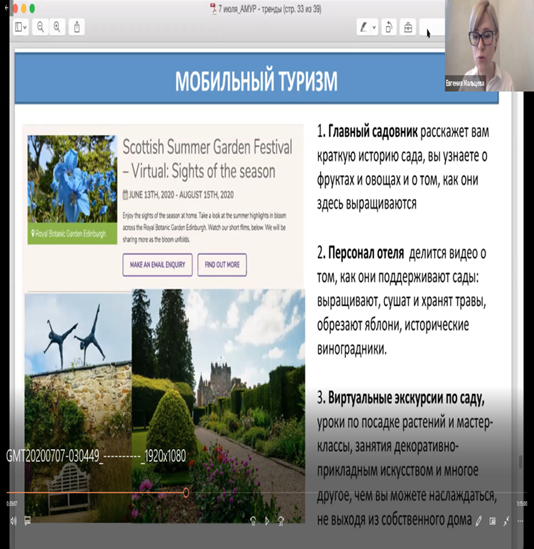 7 июля_АМУР - тренды (стр. 33 из 39)
Евгения Мальцева
МОБИЛЬНЫЙ ТУРИЗМ
Scottish Summer Garden Festival
– Virtual: Sights of the season
JUNE 13TH, 2020 - AUGUST 15TH, 2020
Enjoy the sights of the season at home. Take a look at the summer highlights in bloom
across the Royal Botanic Garden Edinburgh. Watch our short films, below. We will be
sharing more as the bloom unfolds.
Royal Botanic Garden Edinburgh
MAKE AN EMAIL ENQUIRY
FIND OUT MORE
1. Главный садовник расскажет вам
краткую историю сада, вы узнаете о
фруктах и овощах и о том, как они
здесь выращиваются
2. Персонал отеля делится видео о
том, как они поддерживают сады:
выращивают, сушат и хранят травы,
обрезают яблони, исторические
виноградники.
3. Виртуальные экскурсии по саду,
уроки по посадке растений и мастер-
классы, занятия декоративно-
прикладным искусством и многое
другое, чем вы можете наслаждаться,
не выходя из собственного дома
GMT20200707-030449_----------_1920x1080